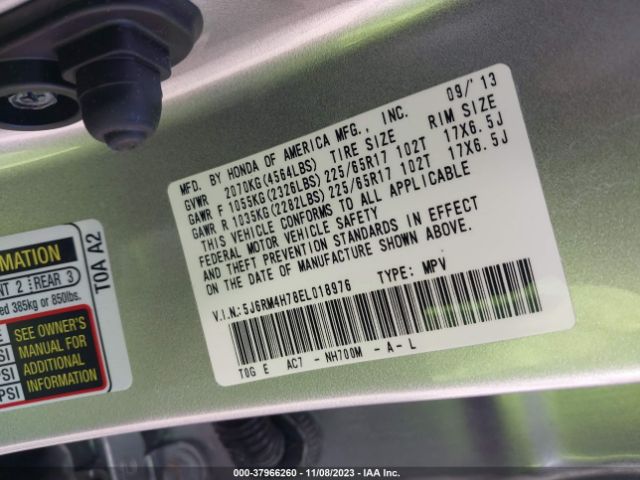 MFD. BY HONDA OF AMERICA MFG., INC. 09/'13
GVWR 2070KG(4564LBS) TIRE SIZE RIM SIZE
GAWR F 1055KG(2326LBS) 225/65R17 102T 17X6.5J
GAWR R 1035KG(2282LBS) 225/65R17 102T 17X6.5J
THIS VEHICLE CONFORMS TO ALL APPLICABLE
FEDERAL MOTOR VEHICLE SAFETY
AND THEFT PREVENTION STANDARDS IN EFFECT
ON THE DATE OF MANUFACTURE SHOWN ABOVE.
V.I.N:5J6RM4H78EL018976 TYPE: MPV
T0G E AC7 - NH700M - A - L
T0A A2
MATION
NT 2 REAR 3
ed 385kg or 850lbs.
E SEE OWNER'S
PSI MANUAL FOR
PSI ADDITIONAL
PSI INFORMATION
000-37966260 - 11/08/2023 - IAA Inc.